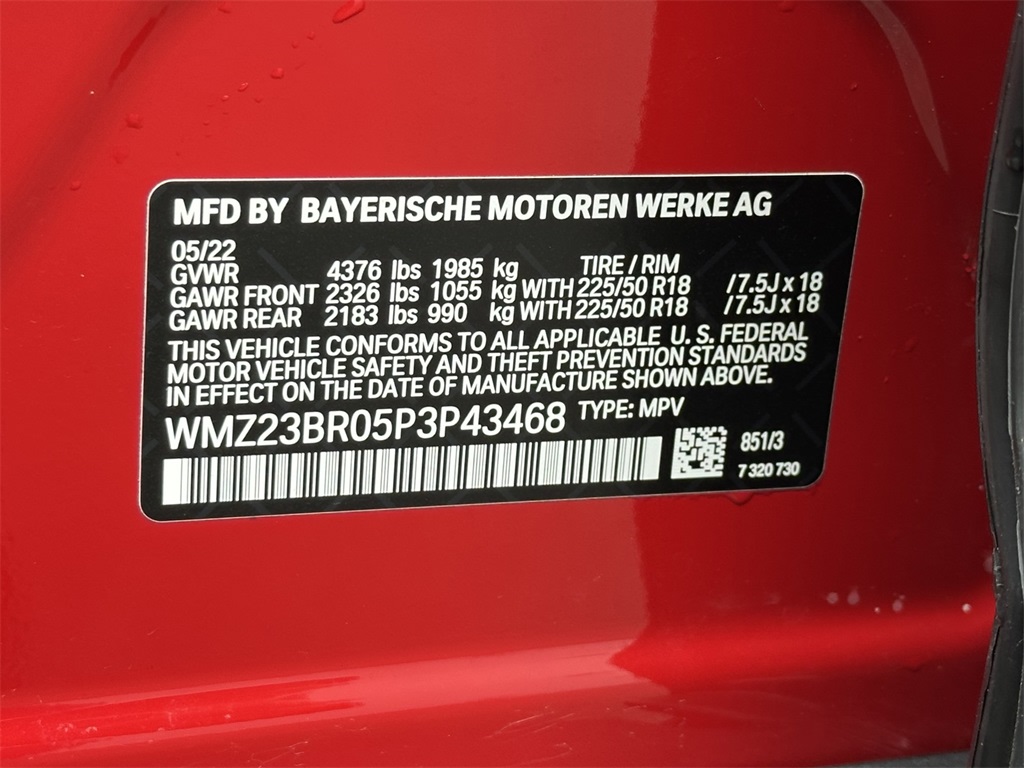 MFD BY BAYERISCHE MOTOREN WERKE AG
05/22
GVWR 4376 lbs 1985 kg TIRE / RIM
GAWR FRONT 2326 lbs 1055 kg WITH 225/50 R18 /7.5J x 18
GAWR REAR 2183 lbs 990 kg WITH 225/50 R18 /7.5J x 18
THIS VEHICLE CONFORMS TO ALL APPLICABLE U. S. FEDERAL
MOTOR VEHICLE SAFETY AND THEFT PREVENTION STANDARDS
IN EFFECT ON THE DATE OF MANUFACTURE SHOWN ABOVE.
WMZ23BR05P3P43468 TYPE: MPV
851/3
7 320 730